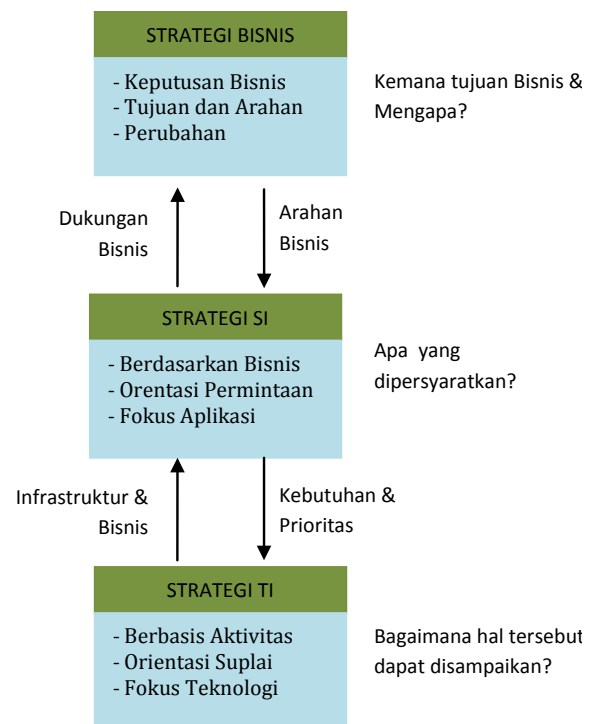 STRATEGI BISNIS
- Keputusan Bisnis
- Tujuan dan Arahan
- Perubahan
Kemana tujuan Bisnis &
Mengapa?
Dukungan
Bisnis
Arahan
Bisnis
STRATEGI SI
- Berdasarkan Bisnis
- Orentasi Permintaan
- Fokus Aplikasi
Apa yang
dipersyaratkan?
Infrastruktur &
Bisnis
Kebutuhan &
Prioritas
STRATEGI TI
- Berbasis Aktivitas
- Orientasi Suplai
- Fokus Teknologi
Bagaimana hal tersebut
dapat disampaikan?